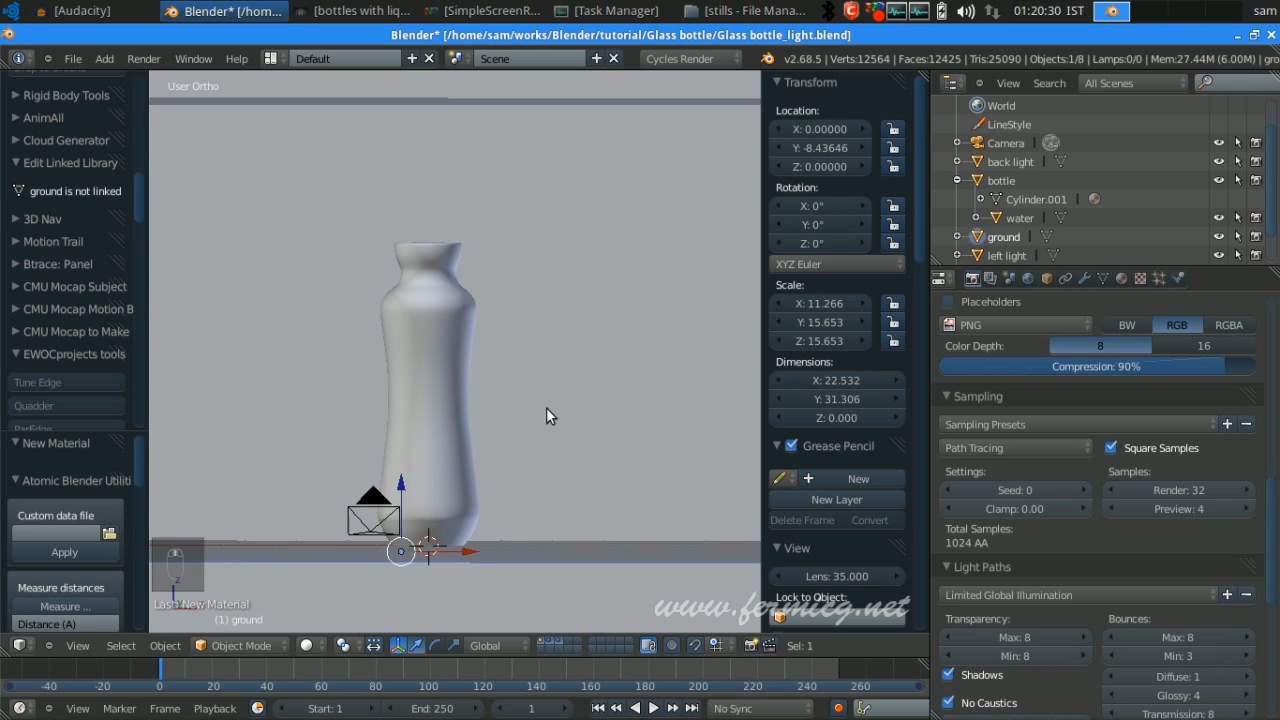 [Audacity]
Blender* [/hom...
[bottles with liq...
[SimpleScreenR...
[Task Manager]
[stills - File Mana...
01:20:30 IST
sam
Blender* [/home/sam/works/Blender/tutorial/Glass bottle/Glass bottle_light.blend]
File Add Render Window Help
Default
Scene
Cycles Render
v2.68.5 | Verts:12564 | Faces:12425 | Tris:25090 | Objects:1/8 | Lamps:0/0 | Mem:27.44M (6.00M) | gro
Rigid Body Tools
AnimAll
Cloud Generator
Edit Linked Library
ground is not linked
3D Nav
Motion Trail
Btrace: Panel
CMU Mocap Subject
CMU Mocap Motion B
CMU Mocap to Make
EWOCprojects tools
Tune Edge
Quadder
New Material
Atomic Blender Utiliti
Custom data file
Apply
Measure distances
Measure ...
Distance (A)
User Ortho
z
Last: New Material
(1) ground
www.fermicg.net
Transform
Location:
X: 0.00000
Y: -8.43646
Z: 0.00000
Rotation:
X: 0°
Y: 0°
Z: 0°
XYZ Euler
Scale:
X: 11.266
Y: 15.653
Z: 15.653
Dimensions:
X: 22.532
Y: 31.306
Z: 0.000
Grease Pencil
New
New Layer
Delete Frame Convert
View
Lens: 35.000
Lock to Object:
View Search All Scenes
World
LineStyle
Camera
back light
bottle
Cylinder.001
water
ground
left light
Placeholders
PNG BW RGB RGBA
Color Depth: 8 16
Compression: 90%
Sampling
Sampling Presets
Path Tracing Square Samples
Settings: Samples:
Seed: 0 Render: 32
Clamp: 0.00 Preview: 4
Total Samples:
1024 AA
Light Paths
Limited Global Illumination
Transparency: Bounces:
Max: 8 Max: 8
Min: 8 Min: 3
Shadows Diffuse: 1
No Caustics Glossy: 4
Transmission: 8
View Select Object Object Mode Global Sel: 1
-40 -20 0 20 40 60 80 100 120 140 160 180 200 220 240 260
View Marker Frame Playback Start: 1 End: 250 1 No Sync